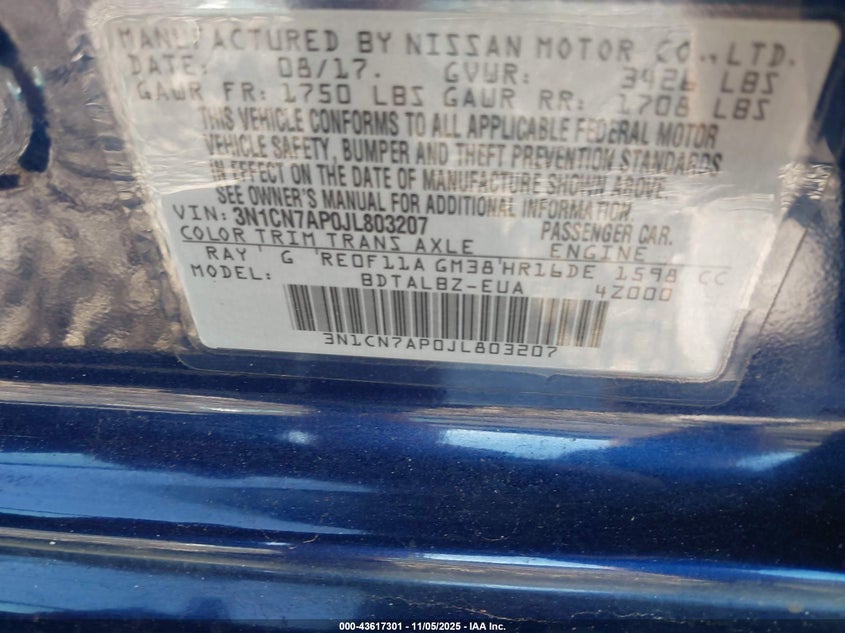 MANUFACTURED BY NISSAN MOTOR CO., LTD.
DATE: 08/17. GVWR: 3426 LBS
GAWR FR: 1750 LBS GAWR RR: 1708 LBS
THIS VEHICLE CONFORMS TO ALL APPLICABLE FEDERAL MOTOR
VEHICLE SAFETY, BUMPER AND THEFT PREVENTION STANDARDS
IN EFFECT ON THE DATE OF MANUFACTURE SHOWN ABOVE.
SEE OWNER'S MANUAL FOR ADDITIONAL INFORMATION.
VIN: 3N1CN7AP0JL803207 PASSENGER CAR.
COLOR TRIM TRANS AXLE ENGINE
RAY G RE0F11A GM38 HR16DE 1598 CC
MODEL: BDTALBZ-EUA 4Z000
3N1CN7AP0JL803207
000-43617301 - 11/05/2025 - IAA Inc.